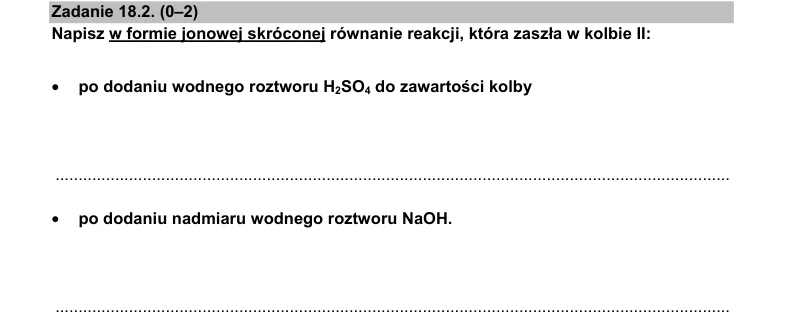 Zadanie 18.2. (0–2)
Napisz w formie jonowej skróconej równanie reakcji, która zaszła w kolbie II:
• po dodaniu wodnego roztworu H₂SO₄ do zawartości kolby
....................................................................................................
• po dodaniu nadmiaru wodnego roztworu NaOH.
....................................................................................................